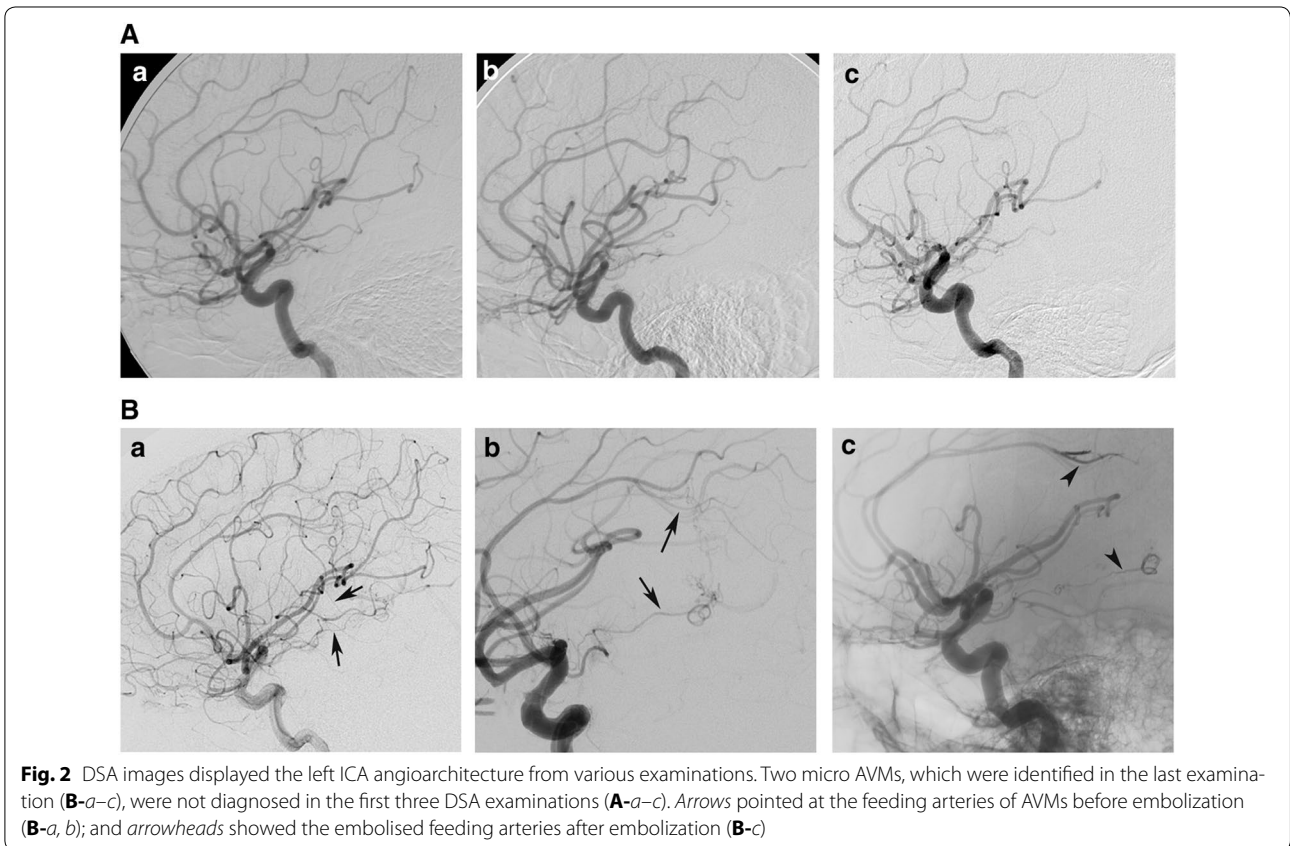 A
a
b
c
B
a
b
c
Fig. 2 DSA images displayed the left ICA angioarchitecture from various examinations. Two micro AVMs, which were identified in the last examina-
tion (B-a–c), were not diagnosed in the first three DSA examinations (A-a–c). Arrows pointed at the feeding arteries of AVMs before embolization
(B-a, b); and arrowheads showed the embolised feeding arteries after embolization (B-c)